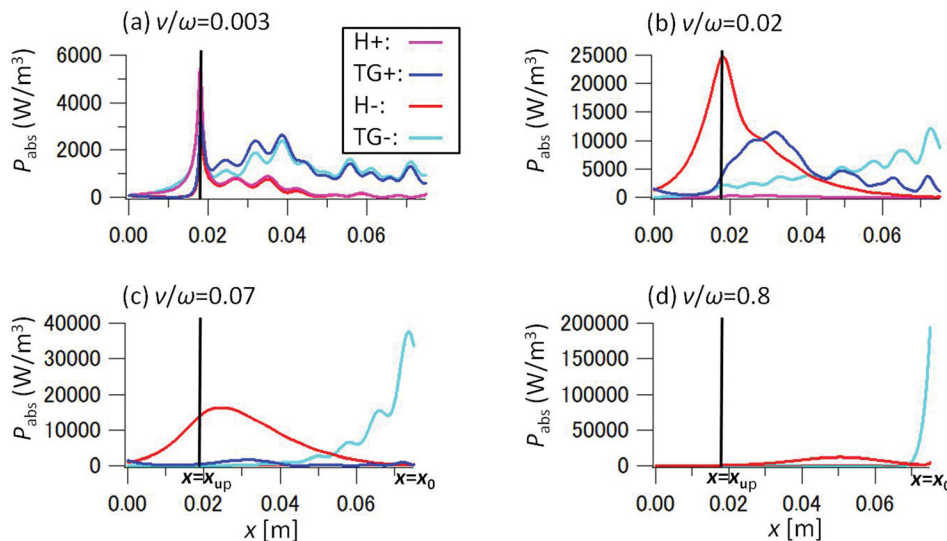 (a) ν/ω=0.003
P_abs (W/m³)
6000
4000
2000
0
0.00 0.02 0.04 0.06
H+:
TG+:
H-:
TG-:
(b) ν/ω=0.02
P_abs (W/m³)
25000
20000
15000
10000
5000
0
0.00 0.02 0.04 0.06
(c) ν/ω=0.07
P_abs (W/m³)
40000
30000
20000
10000
0
x=x_up x=x_0
0.00 0.02 0.04 0.06
x [m]
(d) ν/ω=0.8
P_abs (W/m³)
200000
150000
100000
50000
0
x=x_up x=x_0
0.00 0.02 0.04 0.06
x [m]